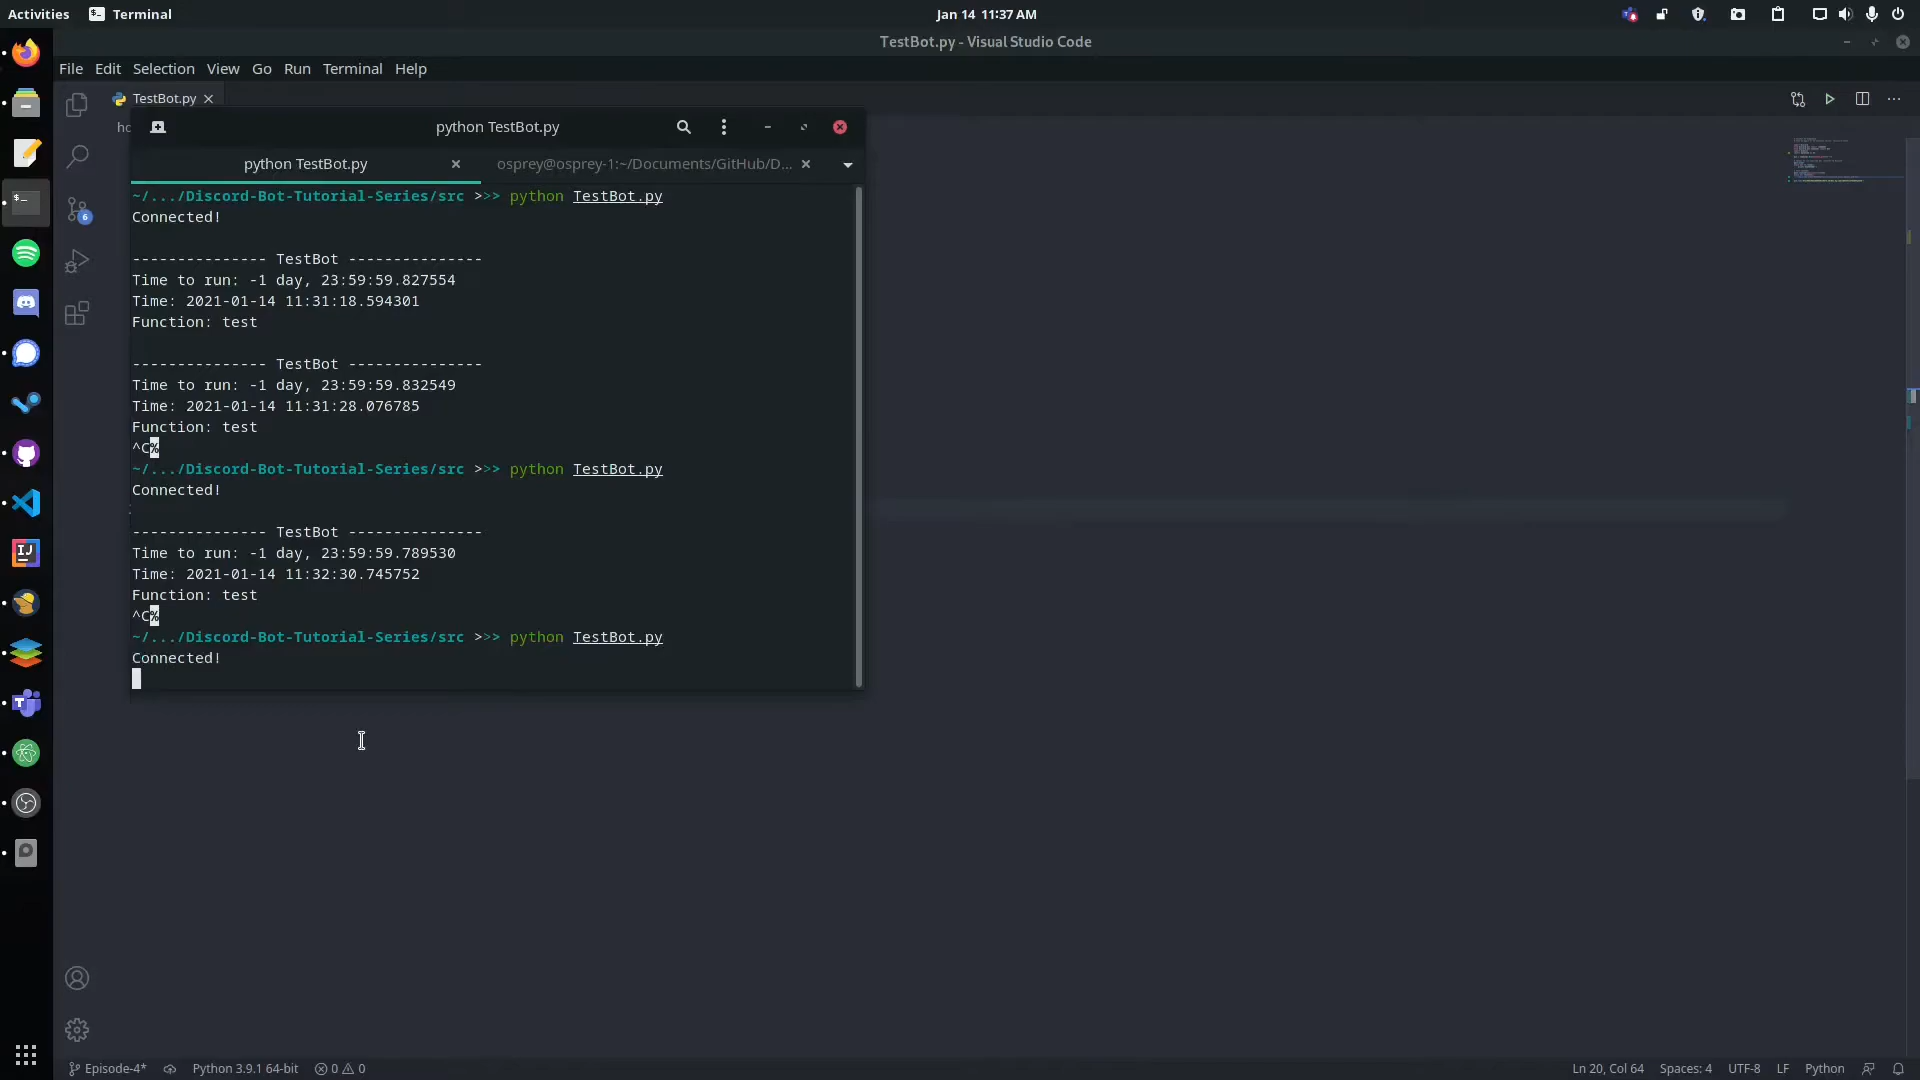 Activities Terminal Jan 14 11:37 AM
TestBot.py - Visual Studio Code
File Edit Selection View Go Run Terminal Help
TestBot.py
ho
python TestBot.py
python TestBot.py osprey@osprey-1:~/Documents/GitHub/D...
~/.../Discord-Bot-Tutorial-Series/src >>> python TestBot.py
Connected!
--------------- TestBot ---------------
Time to run: -1 day, 23:59:59.827554
Time: 2021-01-14 11:31:18.594301
Function: test
--------------- TestBot ---------------
Time to run: -1 day, 23:59:59.832549
Time: 2021-01-14 11:31:28.076785
Function: test
^C%
~/.../Discord-Bot-Tutorial-Series/src >>> python TestBot.py
Connected!
--------------- TestBot ---------------
Time to run: -1 day, 23:59:59.789530
Time: 2021-01-14 11:32:30.745752
Function: test
^C%
~/.../Discord-Bot-Tutorial-Series/src >>> python TestBot.py
Connected!
6
Episode-4* Python 3.9.1 64-bit 0 0 Ln 20, Col 64 Spaces: 4 UTF-8 LF Python